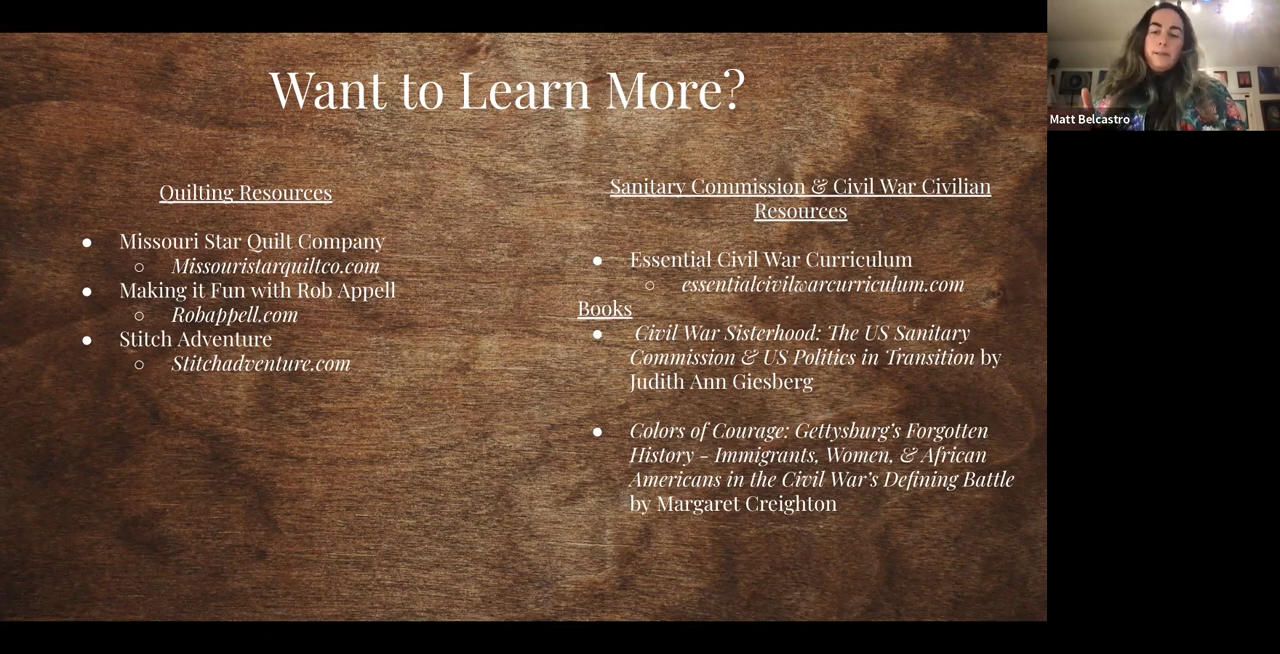 Want to Learn More?
Quilting Resources
● Missouri Star Quilt Company
○ Missouristarquiltco.com
● Making it Fun with Rob Appell
○ Robappell.com
● Stitch Adventure
○ Stitchadventure.com
Sanitary Commission & Civil War Civilian
Resources
● Essential Civil War Curriculum
○ essentialcivilwarcurriculum.com
Books
● Civil War Sisterhood: The US Sanitary
Commission & US Politics in Transition by
Judith Ann Giesberg
● Colors of Courage: Gettysburg's Forgotten
History - Immigrants, Women, & African
Americans in the Civil War's Defining Battle
by Margaret Creighton
Matt Belcastro